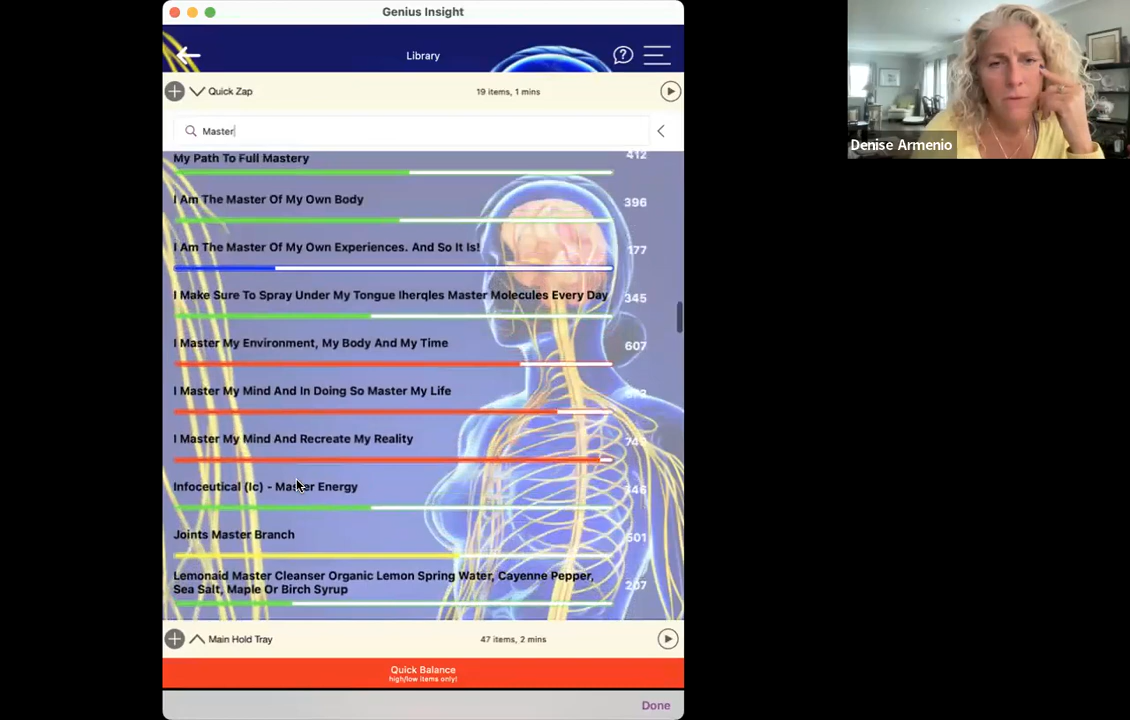 Genius Insight
Library
Quick Zap 19 items, 1 mins
Master
My Path To Full Mastery 412
I Am The Master Of My Own Body 396
I Am The Master Of My Own Experiences. And So It Is! 177
I Make Sure To Spray Under My Tongue Iherqles Master Molecules Every Day 345
I Master My Environment, My Body And My Time 607
I Master My Mind And In Doing So Master My Life
I Master My Mind And Recreate My Reality
Infoceutical (Ic) - Master Energy
Joints Master Branch 501
Lemonaid Master Cleanser Organic Lemon Spring Water, Cayenne Pepper,
Sea Salt, Maple Or Birch Syrup 207
Main Hold Tray 47 items, 2 mins
Quick Balance
high/low items only!
Done
Denise Armenio